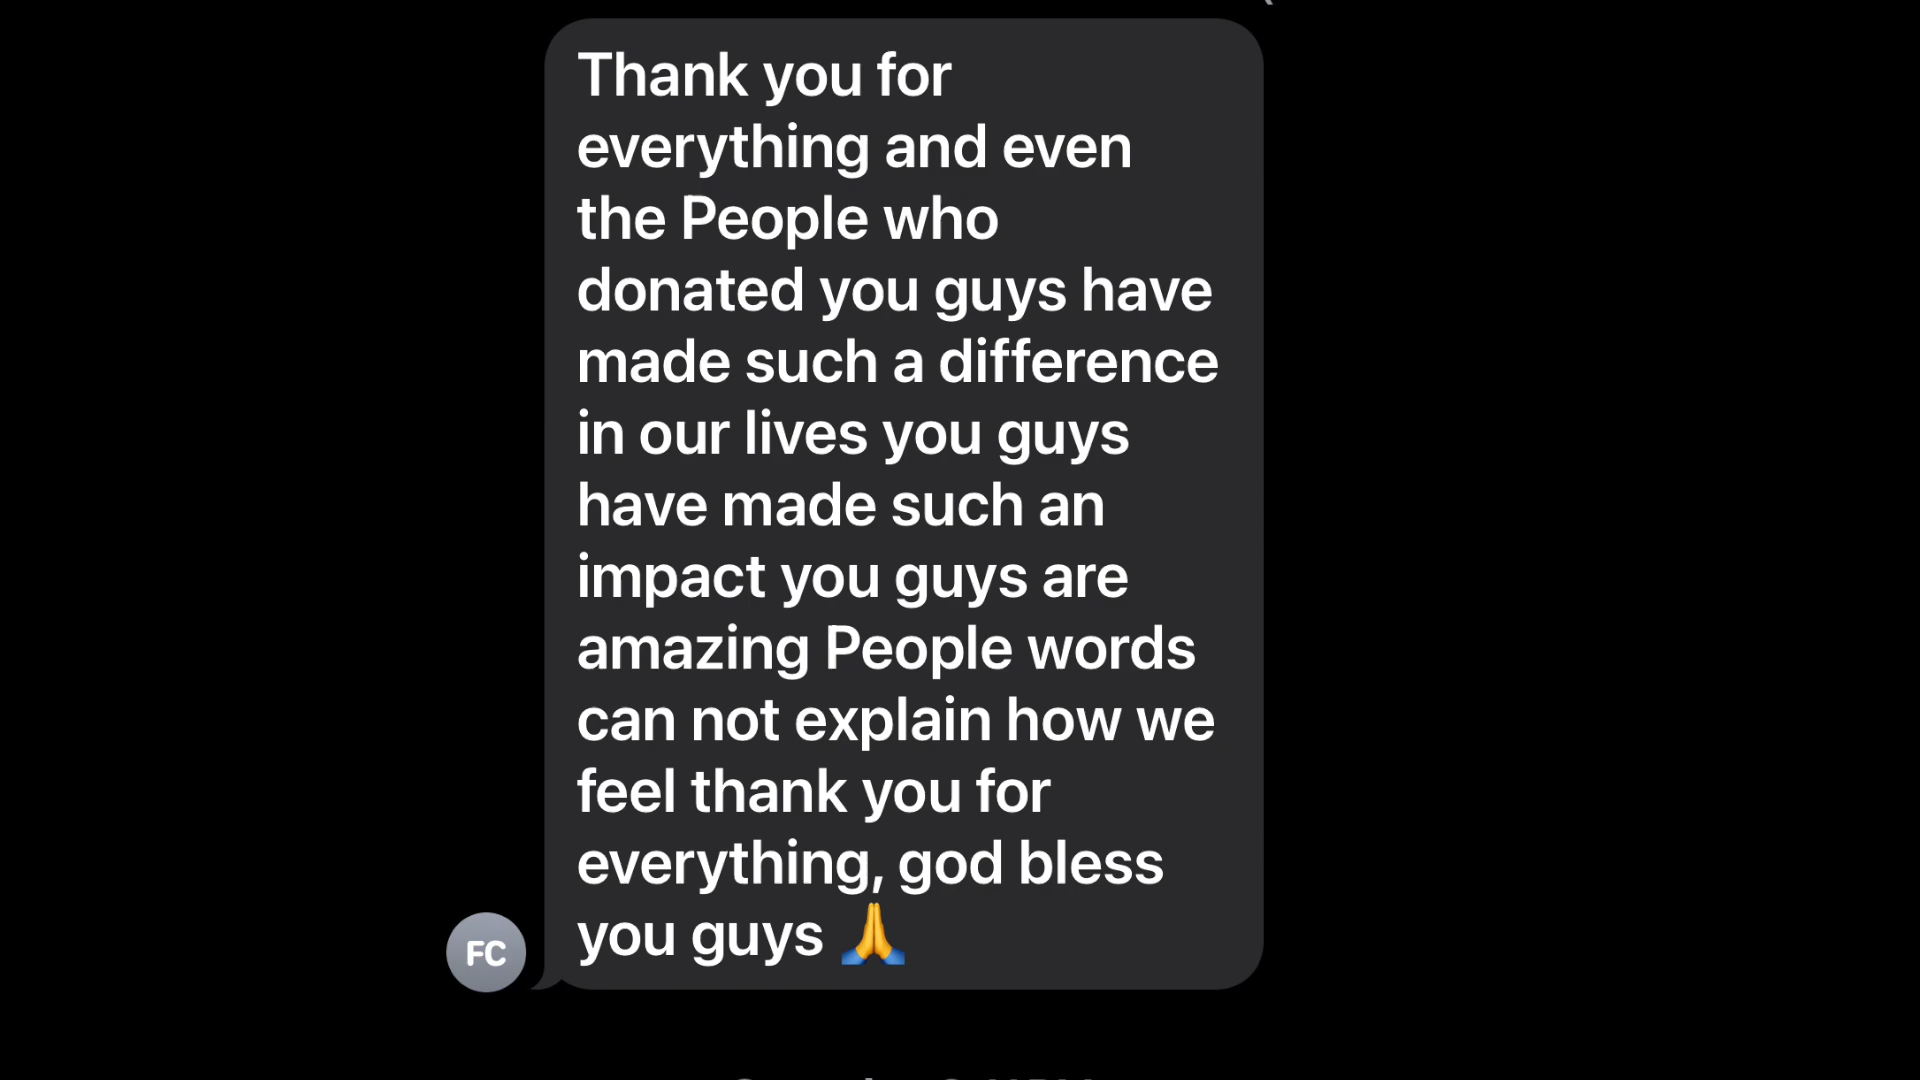 Thank you for
everything and even
the People who
donated you guys have
made such a difference
in our lives you guys
have made such an
impact you guys are
amazing People words
can not explain how we
feel thank you for
everything, god bless
you guys 🙏
FC